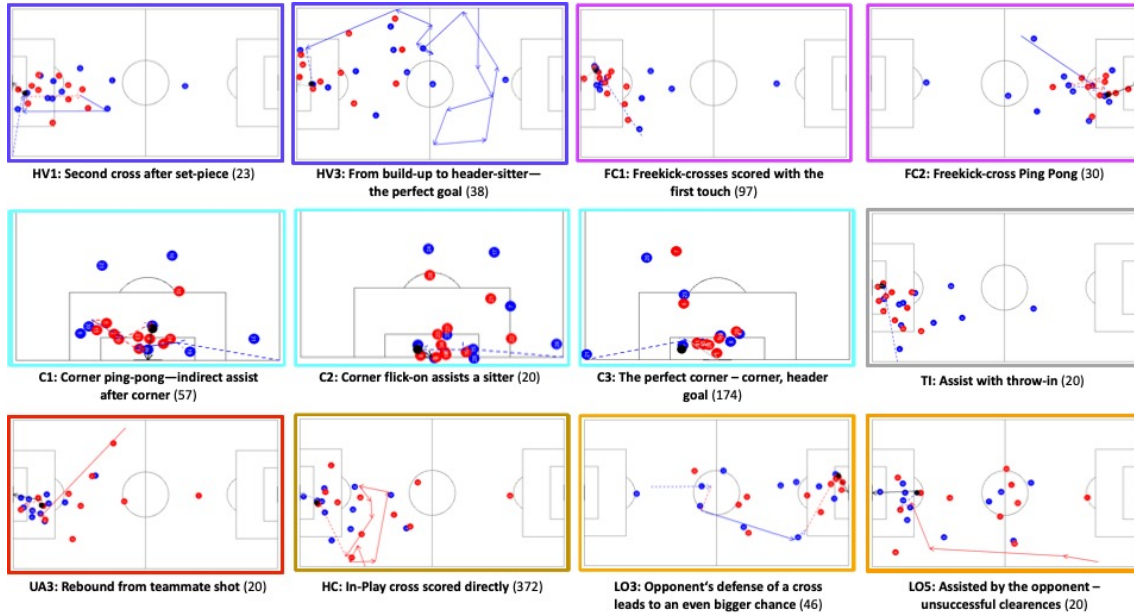 HV1: Second cross after set-piece (23)
HV3: From build-up to header-sitter—
the perfect goal (38)
FC1: Freekick-crosses scored with the
first touch (97)
FC2: Freekick-cross Ping Pong (30)
C1: Corner ping-pong—indirect assist
after corner (57)
C2: Corner flick-on assists a sitter (20)
C3: The perfect corner – corner, header
goal (174)
TI: Assist with throw-in (20)
UA3: Rebound from teammate shot (20)
HC: In-Play cross scored directly (372)
LO3: Opponent‘s defense of a cross
leads to an even bigger chance (46)
LO5: Assisted by the opponent –
unsuccessful clearences (20)